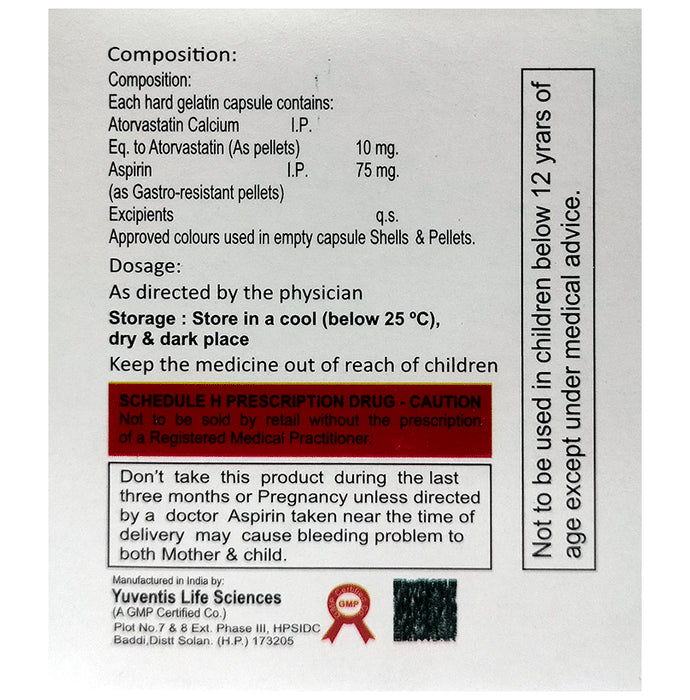 Composition:
Composition:
Each hard gelatin capsule contains:
Atorvastatin Calcium I.P.
Eq. to Atorvastatin (As pellets) 10 mg.
Aspirin I.P. 75 mg.
(as Gastro-resistant pellets)
Excipients q.s.
Approved colours used in empty capsule Shells & Pellets.
Dosage:
As directed by the physician
Storage : Store in a cool (below 25 ºC),
dry & dark place
Keep the medicine out of reach of children
SCHEDULE H PRESCRIPTION DRUG - CAUTION
Not to be sold by retail without the prescription
of a Registered Medical Practitioner.
Don't take this product during the last
three months or Pregnancy unless directed
by a doctor Aspirin taken near the time of
delivery may cause bleeding problem to
both Mother & child.
Manufactured in India by:
Yuventis Life Sciences
(A GMP Certified Co.)
Plot No.7 & 8 Ext. Phase III, HPSIDC
Baddi,Distt Solan. (H.P.) 173205
GMP
Not to be used in children below 12 yrars of
age except under medical advice.